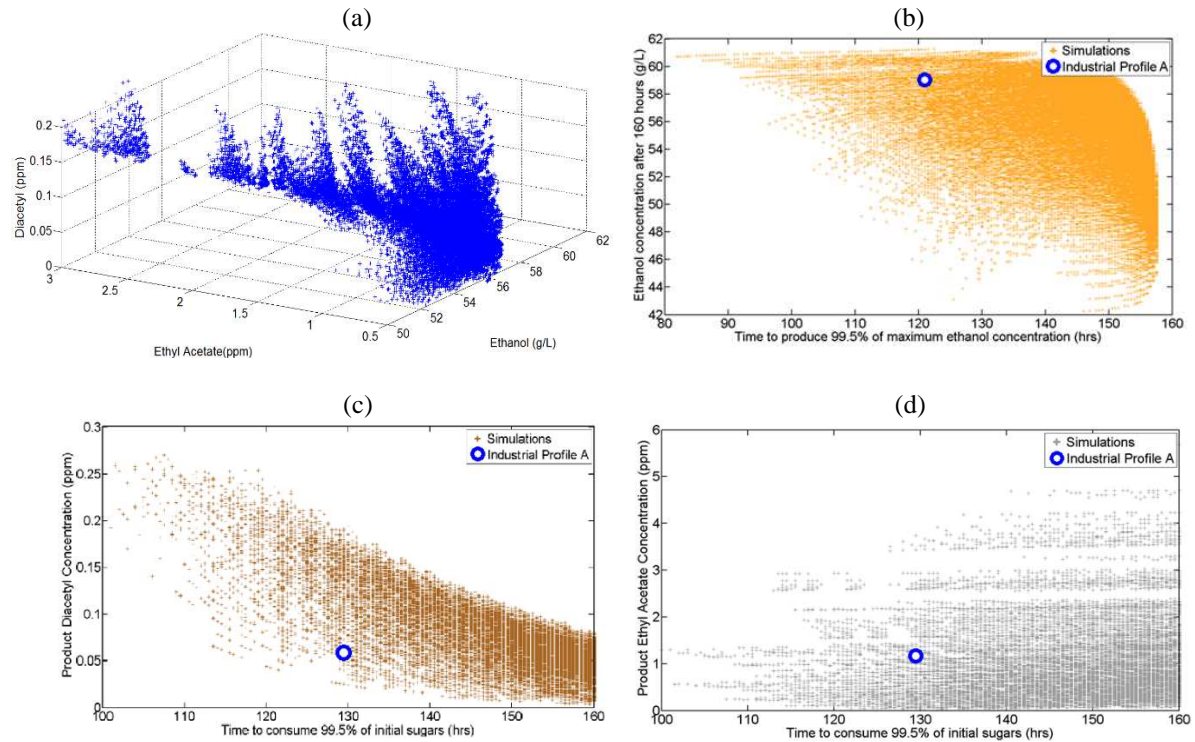 (a)
0.2
0.15
0.1
0.05
0
Diacetyl (ppm)
3
2.5
2
1.5
1
0.5
Ethyl Acetate(ppm)
50
52
54
56
58
60
62
Ethanol (g/L)
(b)
62
60
58
56
54
52
50
48
46
44
42
Ethanol concentration after 160 hours (g/L)
Simulations
Industrial Profile A
80 90 100 110 120 130 140 150 160
Time to produce 99.5% of maximum ethanol concentration (hrs)
(c)
0.3
0.25
0.2
0.15
0.1
0.05
0
Product Diacetyl Concentration (ppm)
Simulations
Industrial Profile A
100 110 120 130 140 150 160
Time to consume 99.5% of initial sugars (hrs)
(d)
6
5
4
3
2
1
0
Product Ethyl Acetate Concentration (ppm)
Simulations
Industrial Profile A
100 110 120 130 140 150 160
Time to consume 99.5% of initial sugars (hrs)